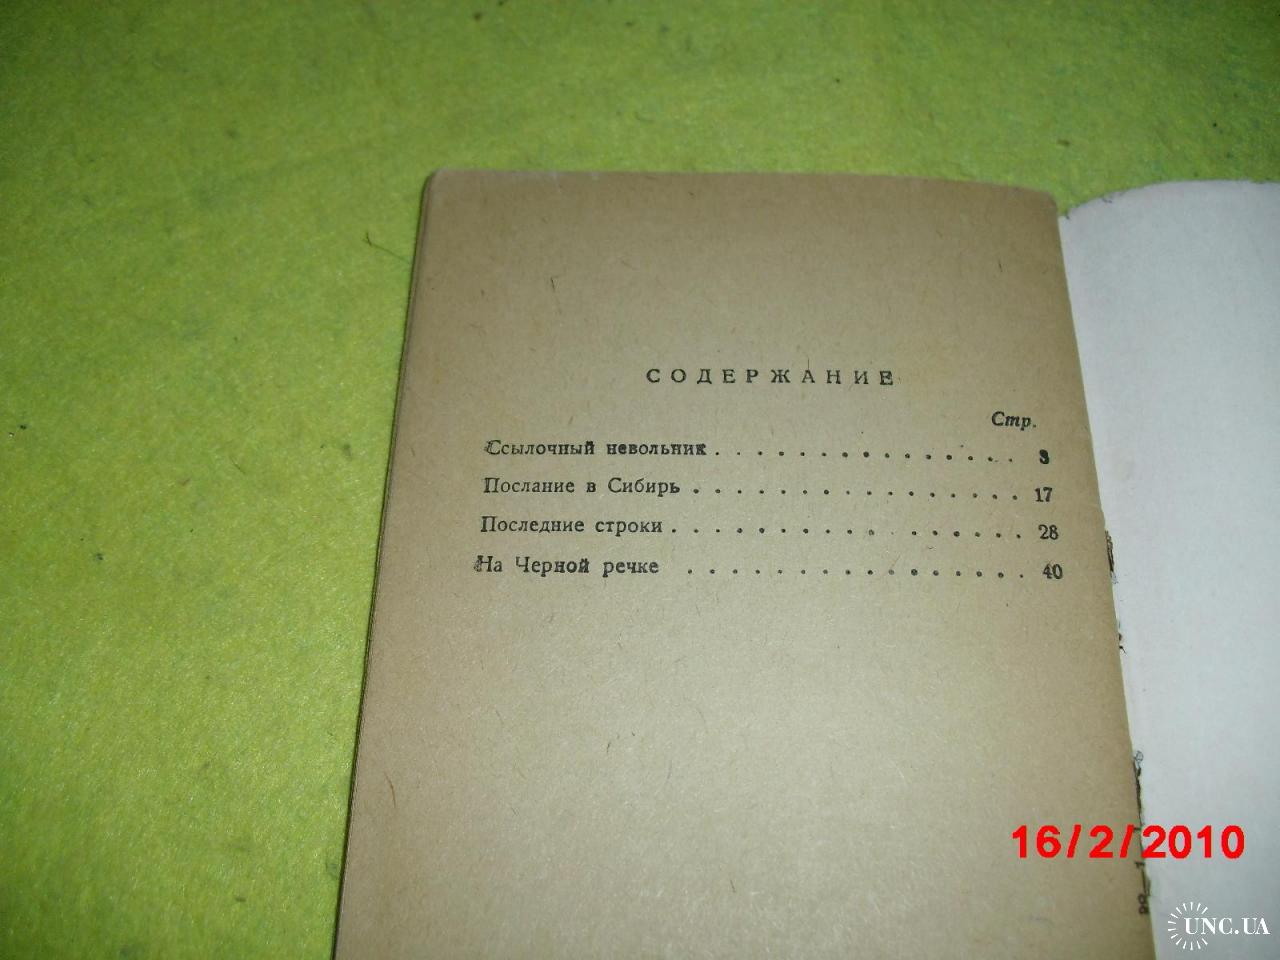 СОДЕРЖАНИЕ
Стр.
Ссылочный невольник . . . . . . . . . . . . . . . 3
Послание в Сибирь . . . . . . . . . . . . . . . . 17
Последние строки . . . . . . . . . . . . . . . . . 28
На Черной речке . . . . . . . . . . . . . . . . 40
16/2/2010
UNC.UA